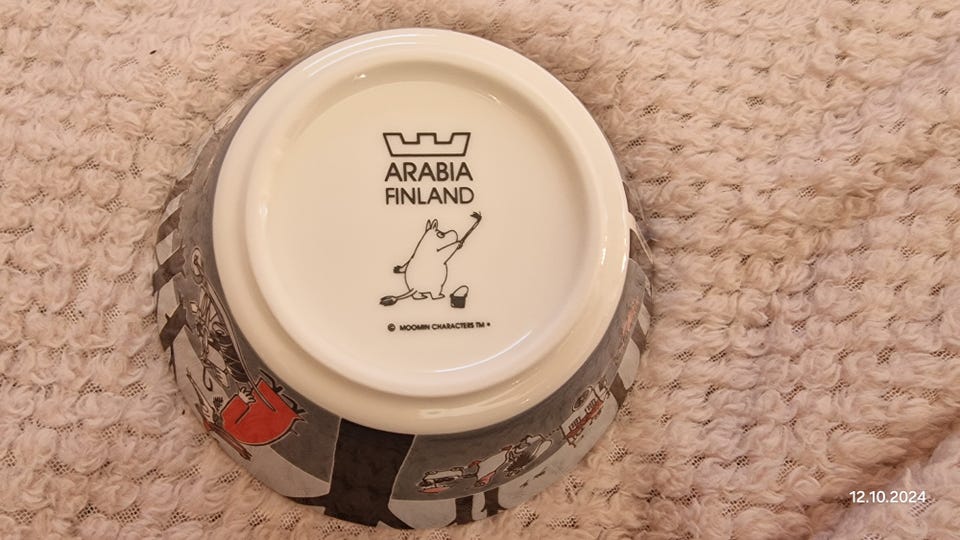 ARABIA
FINLAND
© MOOMIN CHARACTERS TM
12.10.2024